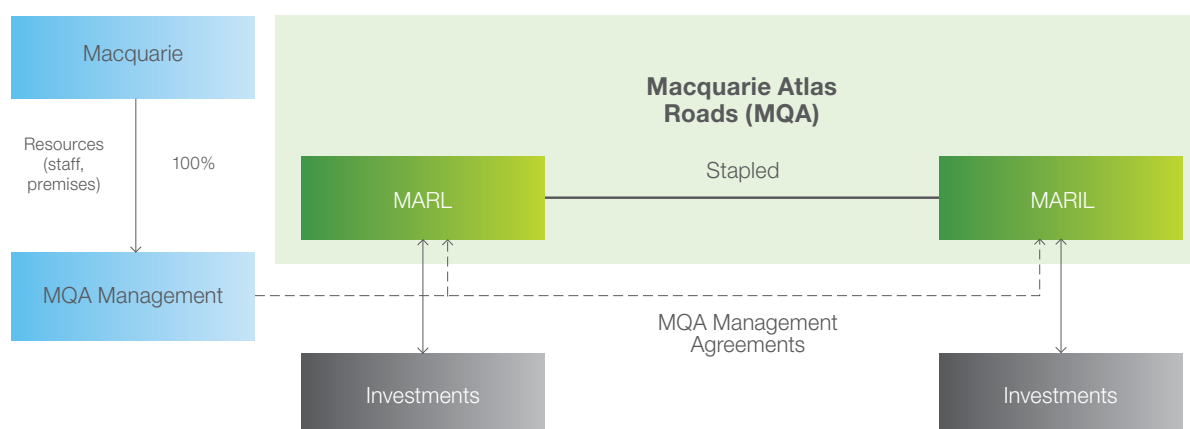 Macquarie
Macquarie Atlas
Roads (MQA)
Resources
(staff,
premises)
100%
Stapled
MARL
MARIL
MQA Management
MQA Management
Agreements
Investments
Investments